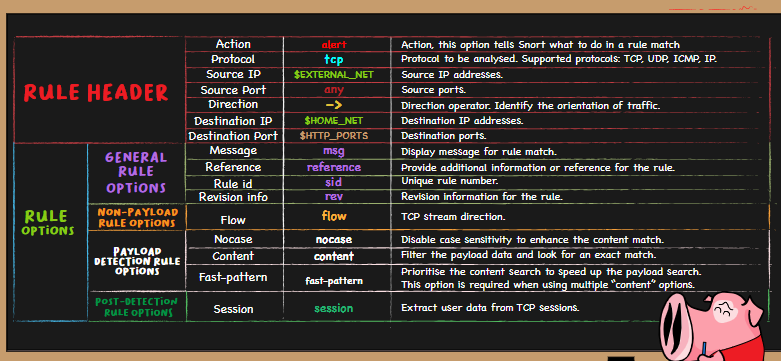 RULE HEADER
Action alert Action, this option tells Snort what to do in a rule match
Protocol tcp Protocol to be analysed. Supported protocols: TCP, UDP, ICMP, IP.
Source IP $EXTERNAL_NET Source IP addresses.
Source Port any Source ports.
Direction -> Direction operator. Identify the orientation of traffic.
Destination IP $HOME_NET Destination IP addresses.
Destination Port $HTTP_PORTS Destination ports.
RULE
OPTIONS
GENERAL
RULE
OPTIONS
Message msg Display message for rule match.
Reference reference Provide additional information or reference for the rule.
Rule id sid Unique rule number.
Revision info rev Revision information for the rule.
NON-PAYLOAD
RULE OPTIONS
Flow flow TCP stream direction.
PAYLOAD
DETECTION RULE
OPTIONS
Nocase nocase Disable case sensitivity to enhance the content match.
Content content Filter the payload data and look for an exact match.
Fast-pattern fast-pattern Prioritise the content search to speed up the payload search.
This option is required when using multiple "content" options.
POST-DETECTION
RULE OPTIONS
Session session Extract user data from TCP sessions.